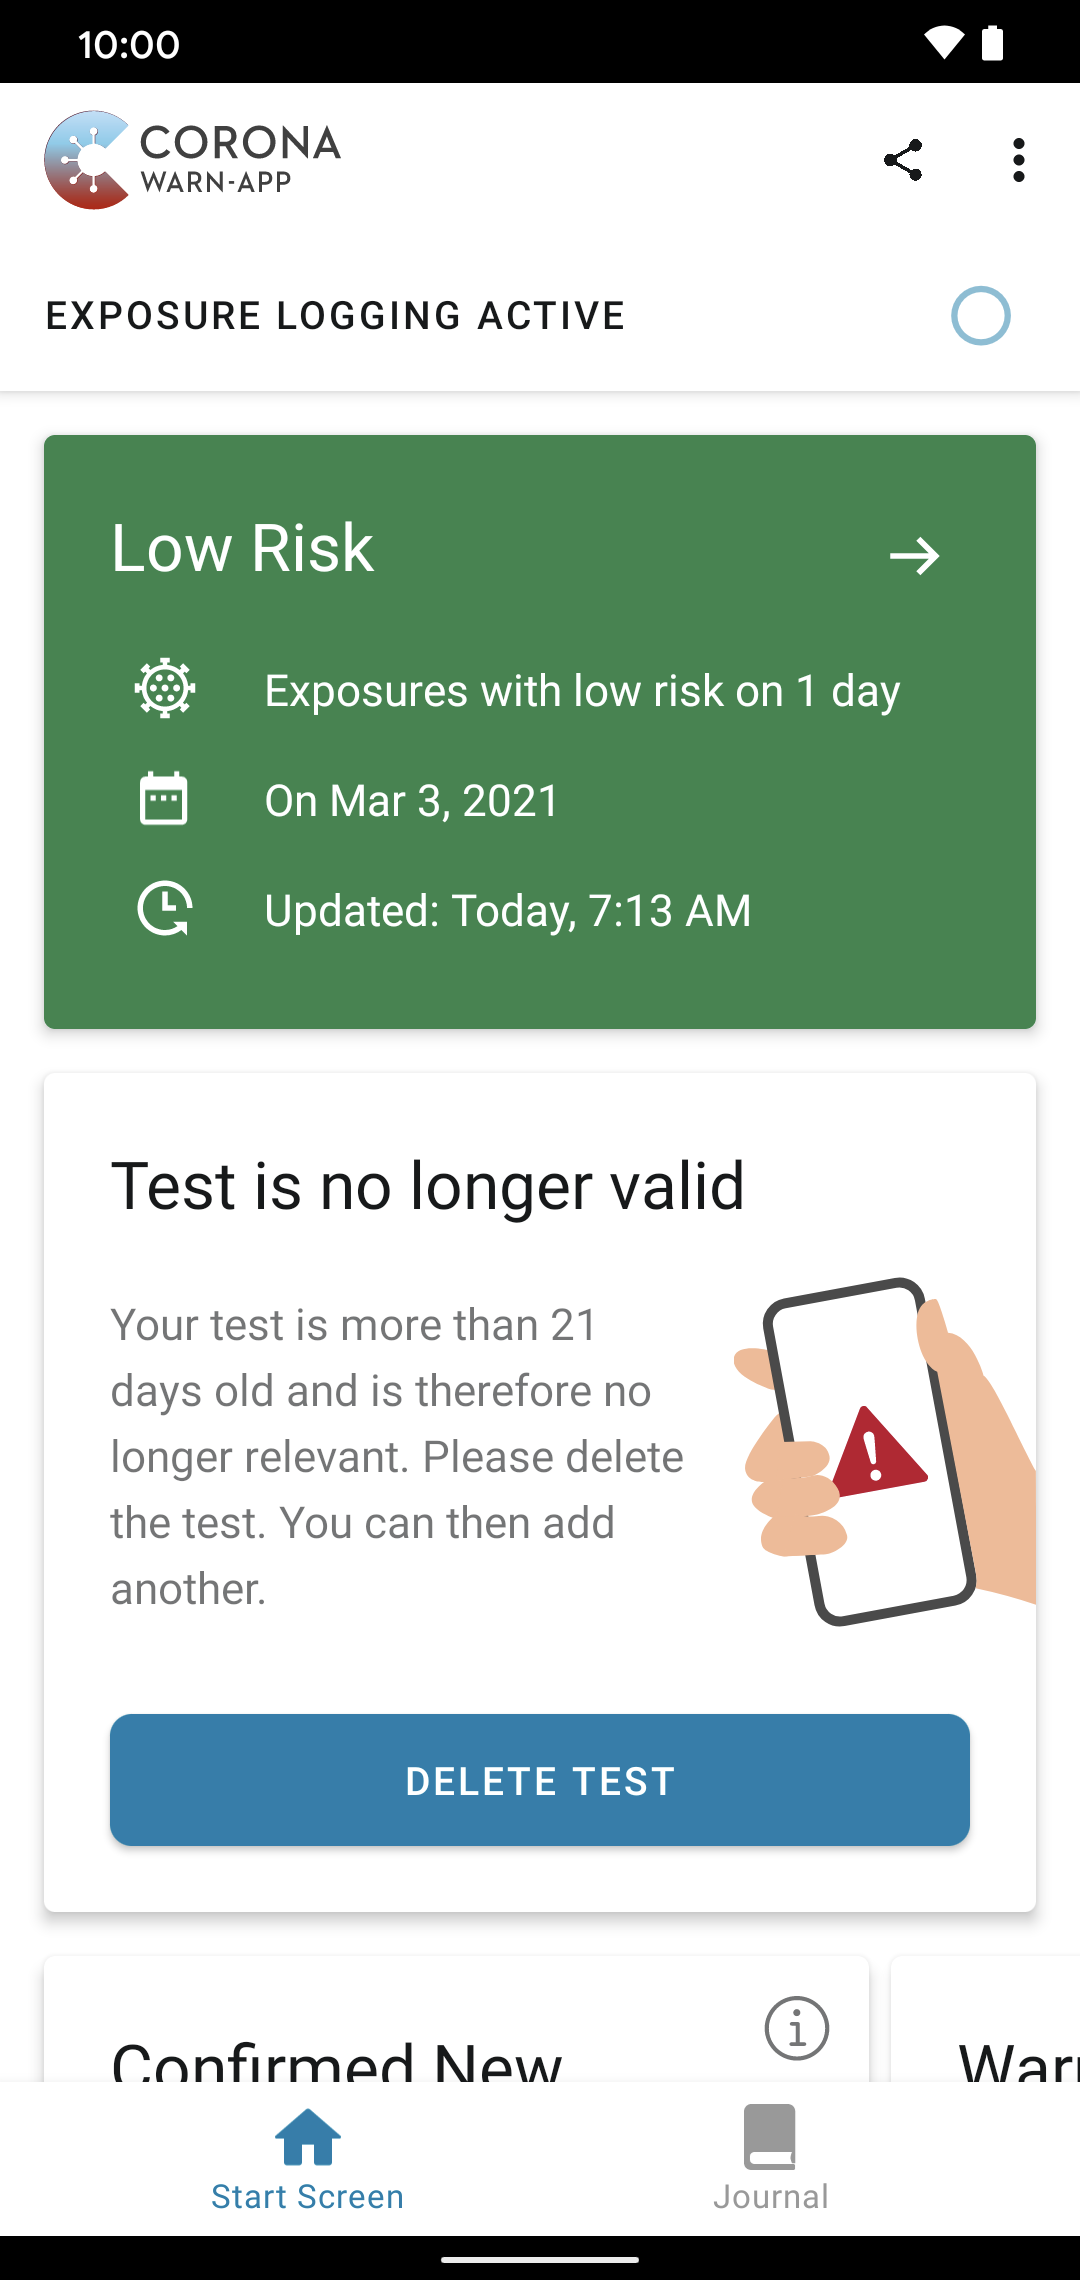 10:00
CORONA
WARN-APP
EXPOSURE LOGGING ACTIVE
Low Risk
Exposures with low risk on 1 day
On Mar 3, 2021
Updated: Today, 7:13 AM
Test is no longer valid
Your test is more than 21
days old and is therefore no
longer relevant. Please delete
the test. You can then add
another.
DELETE TEST
Confirmed New
Start Screen
Journal